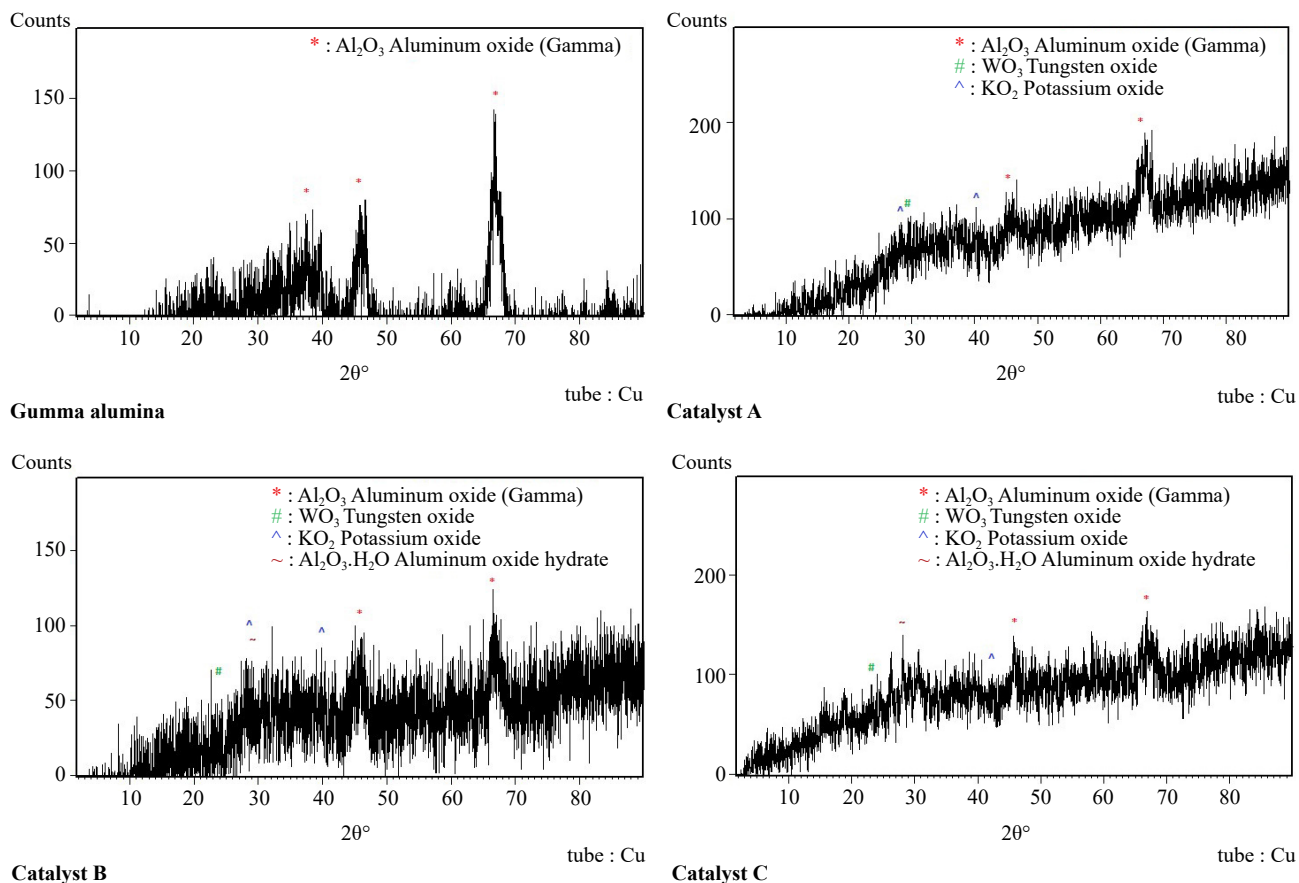 Counts
* : Al₂O₃ Aluminum oxide (Gamma)
150
100
50
0
10 20 30 40 50 60 70 80
2θ°
tube : Cu
Gumma alumina
Counts
* : Al₂O₃ Aluminum oxide (Gamma)
# : WO₃ Tungsten oxide
^ : KO₂ Potassium oxide
200
100
0
10 20 30 40 50 60 70 80
2θ°
tube : Cu
Catalyst A
Counts
* : Al₂O₃ Aluminum oxide (Gamma)
# : WO₃ Tungsten oxide
^ : KO₂ Potassium oxide
~ : Al₂O₃.H₂O Aluminum oxide hydrate
150
100
50
0
10 20 30 40 50 60 70 80
2θ°
tube : Cu
Catalyst B
Counts
* : Al₂O₃ Aluminum oxide (Gamma)
# : WO₃ Tungsten oxide
^ : KO₂ Potassium oxide
~ : Al₂O₃.H₂O Aluminum oxide hydrate
200
100
0
10 20 30 40 50 60 70 80
2θ°
tube : Cu
Catalyst C